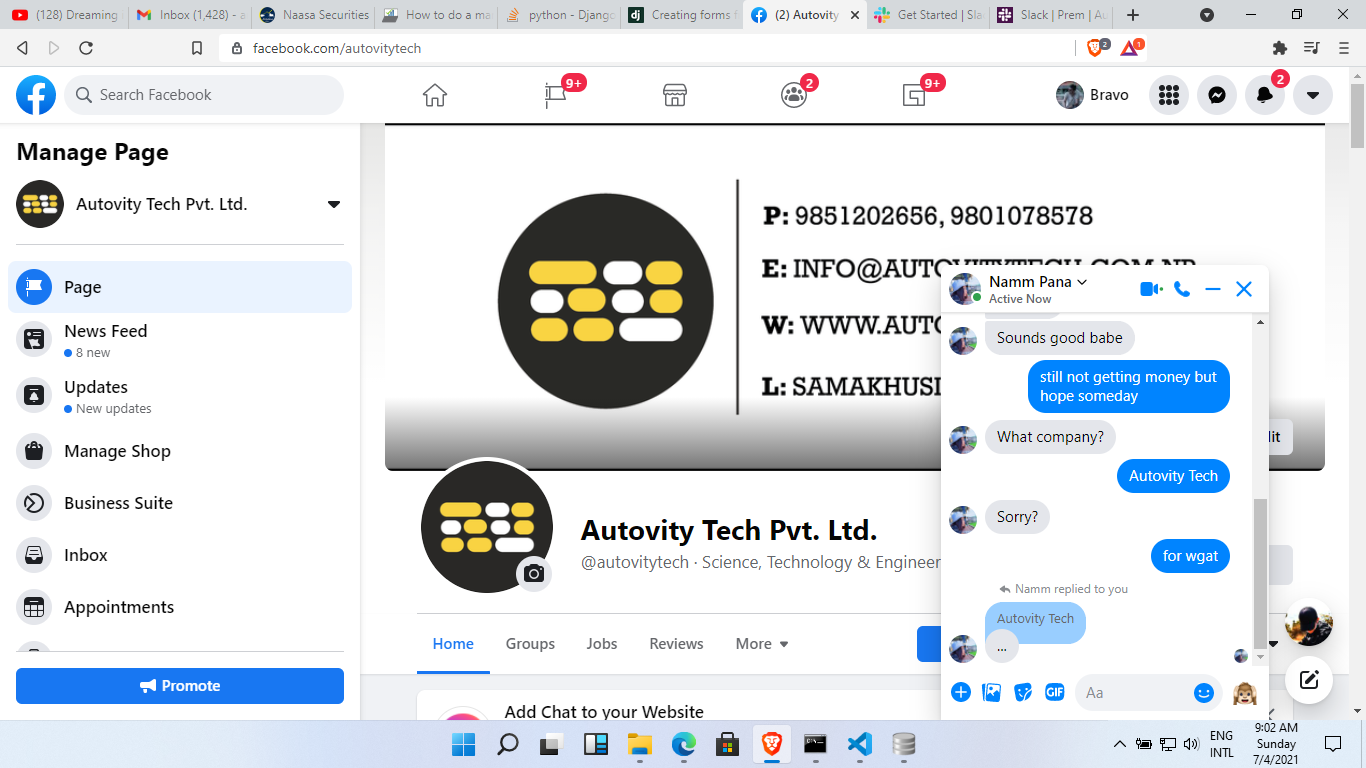 (128) Dreaming
Inbox (1,428) - a
Naasa Securities
How to do a ma
python - Django
Creating forms f
(2) Autovity
Get Started | Sla
Slack | Prem | Au
facebook.com/autovitytech
2
1
Search Facebook
9+
2
9+
Bravo
2
Manage Page
Autovity Tech Pvt. Ltd.
Page
News Feed
8 new
Updates
New updates
Manage Shop
Business Suite
Inbox
Appointments
Promote
P: 9851202656, 9801078578
E: INFO@AUTOVITYTECH.COM.NP
W: WWW.AUTO
L: SAMAKHUSI
Autovity Tech Pvt. Ltd.
@autovitytech · Science, Technology & Engineer
Home
Groups
Jobs
Reviews
More
Add Chat to your Website
Namm Pana
Active Now
Sounds good babe
still not getting money but
hope someday
What company?
Autovity Tech
Sorry?
for wgat
Namm replied to you
Autovity Tech
...
GIF
Aa
ENG
INTL
9:02 AM
Sunday
7/4/2021